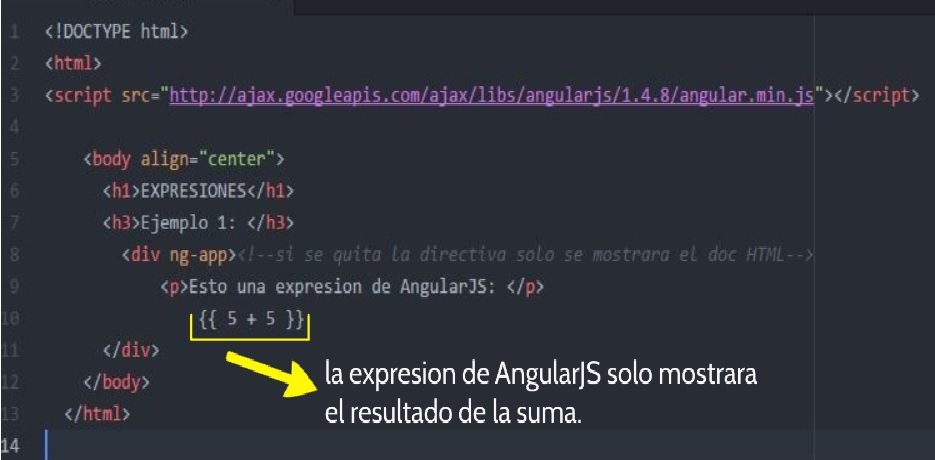 1 <!DOCTYPE html>
2 <html>
3 <script src="http://ajax.googleapis.com/ajax/libs/angularjs/1.4.8/angular.min.js"></script>
4
5 <body align="center">
6 <h1>EXPRESIONES</h1>
7 <h3>Ejemplo 1: </h3>
8 <div ng-app><!--si se quita la directiva solo se mostrara el doc HTML-->
9 <p>Esto una expresion de AngularJS: </p>
10 {{ 5 + 5 }}
11 </div>
12 </body>
13 </html>
14
la expresion de AngularJS solo mostrara
el resultado de la suma.